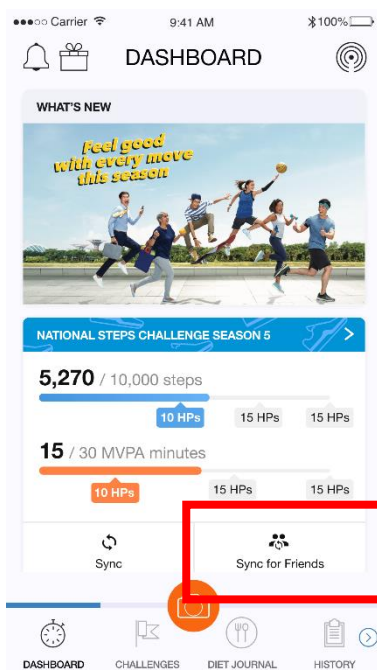 Carrier 9:41 AM 100%
DASHBOARD
WHAT'S NEW
Feel good
with every move
this season
NATIONAL STEPS CHALLENGE SEASON 5
5,270 / 10,000 steps
10 HPs 15 HPs 15 HPs
15 / 30 MVPA minutes
10 HPs 15 HPs 15 HPs
Sync Sync for Friends
DASHBOARD CHALLENGES DIET JOURNAL HISTORY